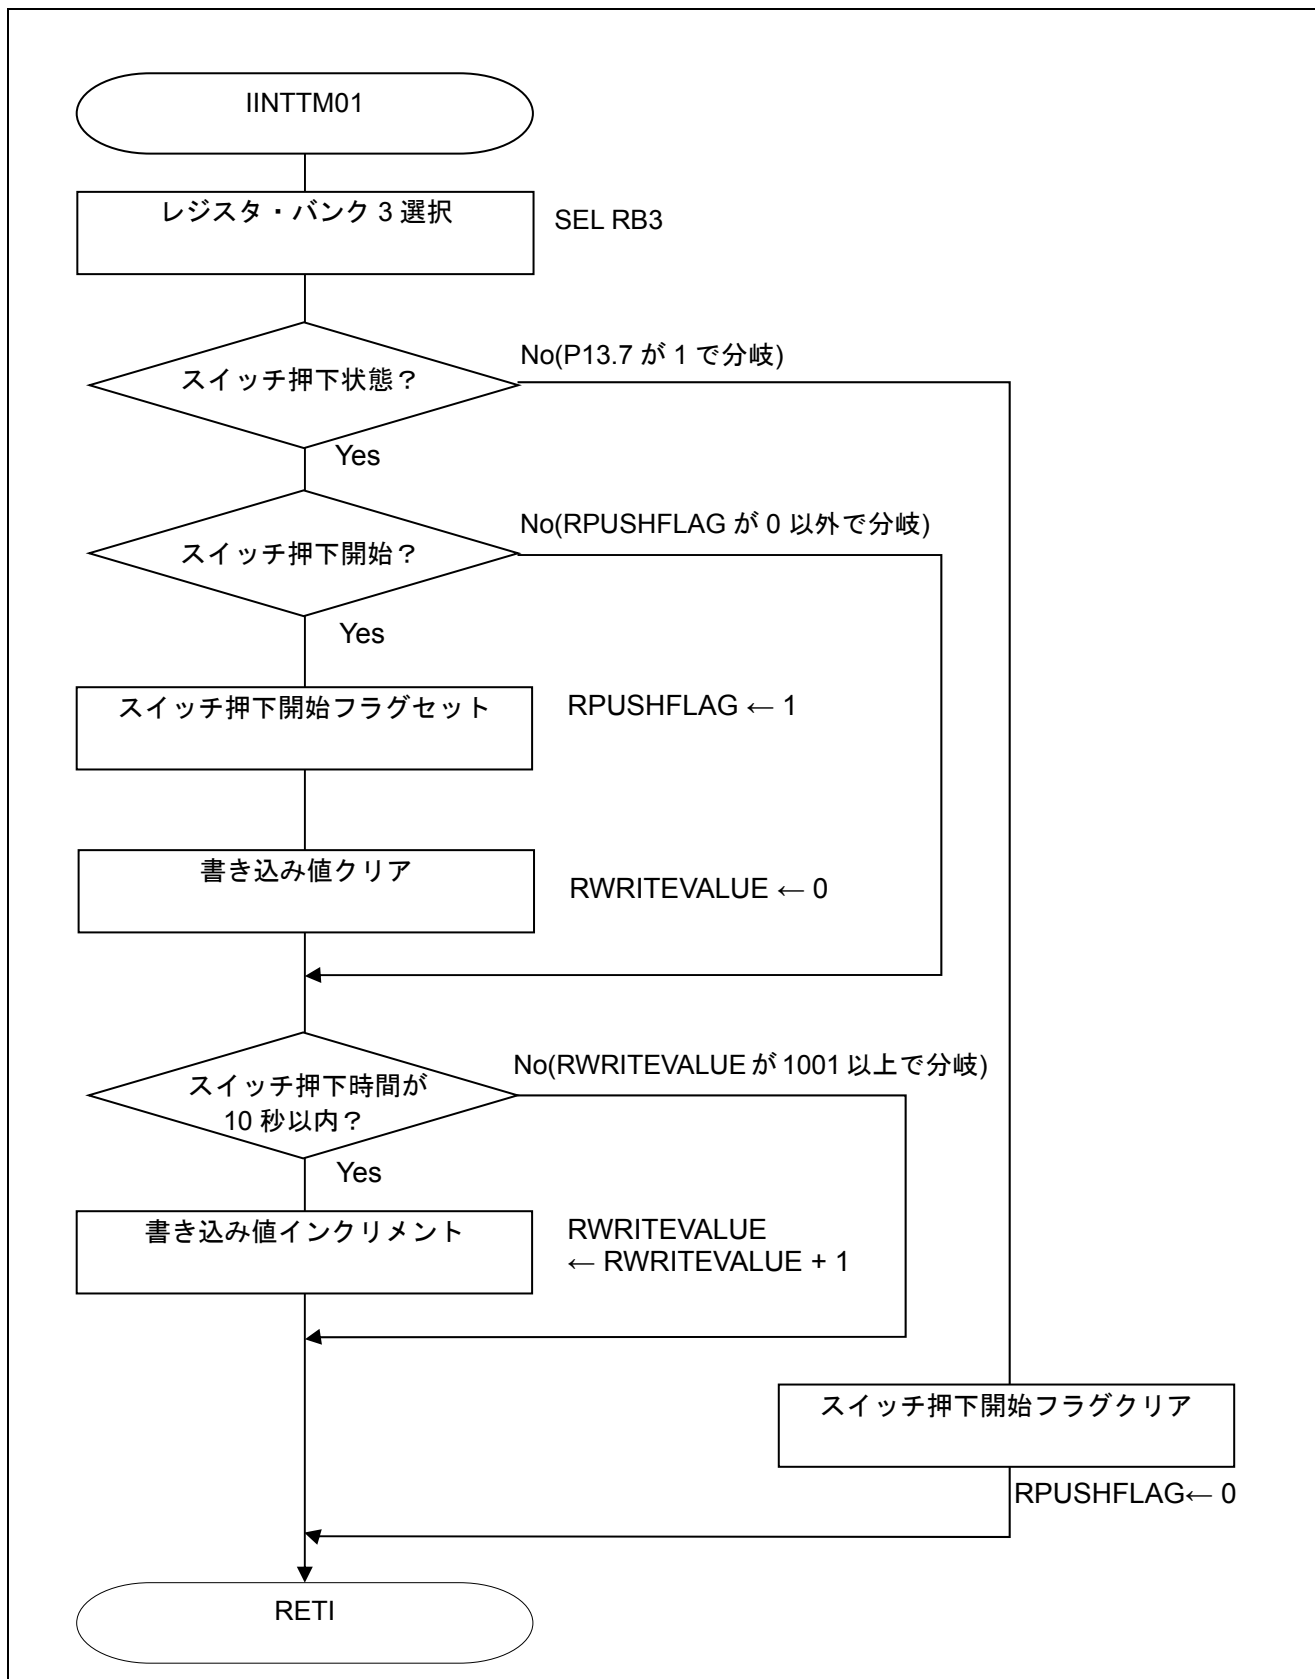 IINTTM01
レジスタ・バンク 3 選択
SEL RB3
No(P13.7 が 1 で分岐)
スイッチ押下状態？
Yes
No(RPUSHFLAG が 0 以外で分岐)
スイッチ押下開始？
Yes
スイッチ押下開始フラグセット
RPUSHFLAG ← 1
書き込み値クリア
RWRITEVALUE ← 0
No(RWRITEVALUE が 1001 以上で分岐)
スイッチ押下時間が
10 秒以内？
Yes
書き込み値インクリメント
RWRITEVALUE
← RWRITEVALUE + 1
スイッチ押下開始フラグクリア
RPUSHFLAG← 0
RETI